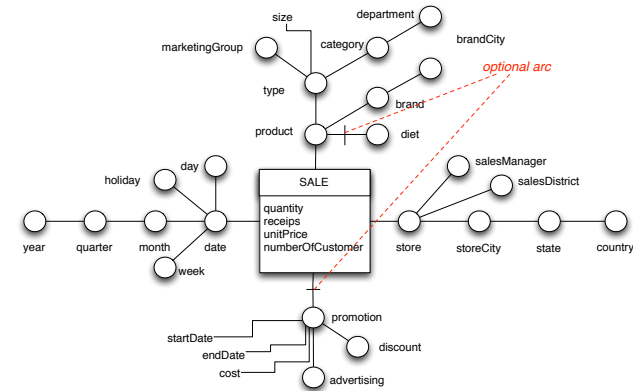 department
size
brandCity
marketingGroup
category
optional arc
type
brand
product
diet
day
salesManager
holiday
SALE
salesDistrict
quantity
receips
unitPrice
numberOfCustomer
year
quarter
month
date
store
storeCity
state
country
week
promotion
startDate
discount
endDate
cost
advertising